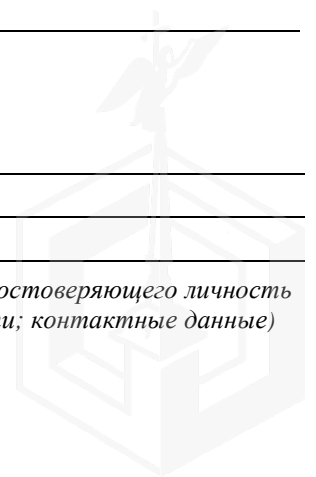 остоверяющего личность
и; контактные данные)